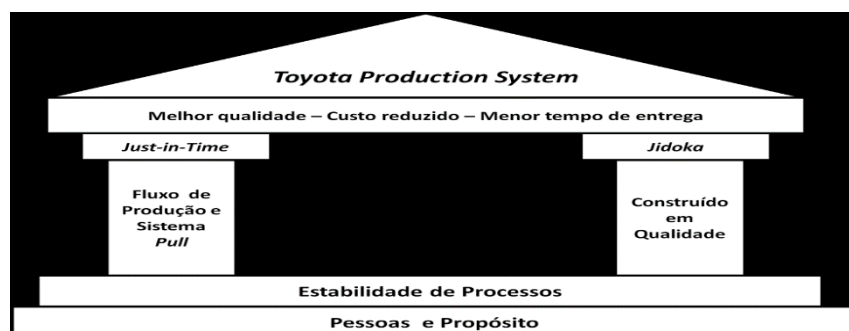 Toyota Production System
Melhor qualidade – Custo reduzido – Menor tempo de entrega
Just-in-Time
Jidoka
Fluxo de
Produção e
Sistema
Pull
Construído
em
Qualidade
Estabilidade de Processos
Pessoas e Propósito